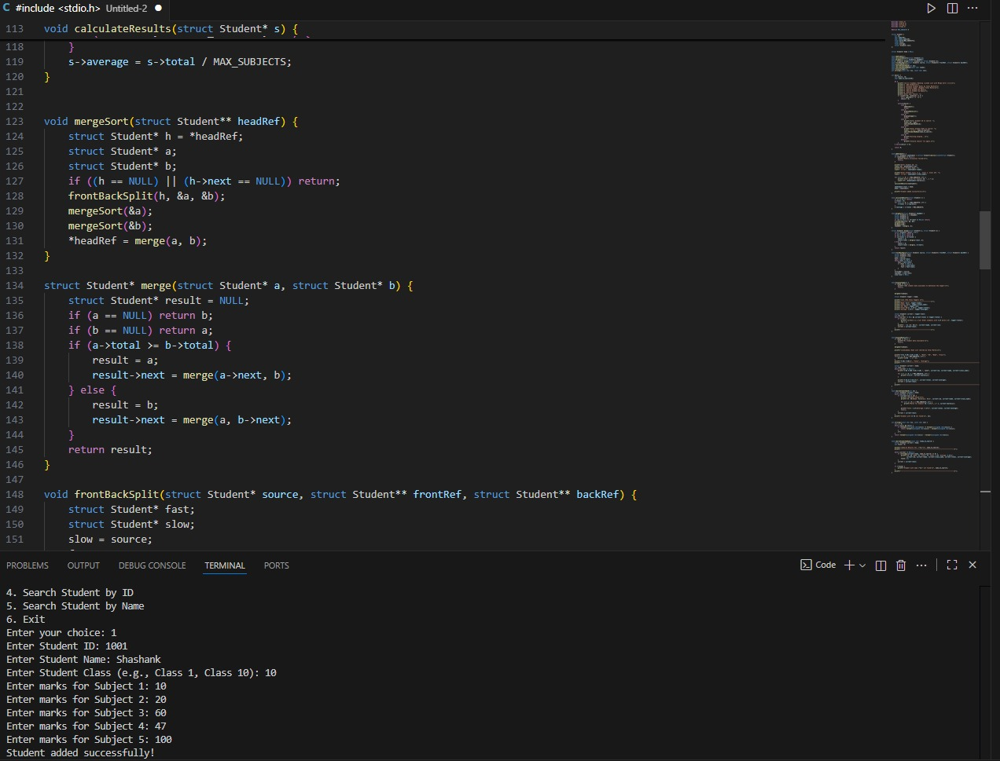 #include <stdio.h> Untitled-2
113 void calculateResults(struct Student* s) {
118 }
119 s->average = s->total / MAX_SUBJECTS;
120 }
121
122
123 void mergeSort(struct Student** headRef) {
124 struct Student* h = *headRef;
125 struct Student* a;
126 struct Student* b;
127 if ((h == NULL) || (h->next == NULL)) return;
128 frontBackSplit(h, &a, &b);
129 mergeSort(&a);
130 mergeSort(&b);
131 *headRef = merge(a, b);
132 }
133
134 struct Student* merge(struct Student* a, struct Student* b) {
135 struct Student* result = NULL;
136 if (a == NULL) return b;
137 if (b == NULL) return a;
138 if (a->total >= b->total) {
139 result = a;
140 result->next = merge(a->next, b);
141 } else {
142 result = b;
143 result->next = merge(a, b->next);
144 }
145 return result;
146 }
147
148 void frontBackSplit(struct Student* source, struct Student** frontRef, struct Student** backRef) {
149 struct Student* fast;
150 struct Student* slow;
151 slow = source;
PROBLEMS OUTPUT DEBUG CONSOLE TERMINAL PORTS Code
4. Search Student by ID
5. Search Student by Name
6. Exit
Enter your choice: 1
Enter Student ID: 1001
Enter Student Name: Shashank
Enter Student Class (e.g., Class 1, Class 10): 10
Enter marks for Subject 1: 10
Enter marks for Subject 2: 20
Enter marks for Subject 3: 60
Enter marks for Subject 4: 47
Enter marks for Subject 5: 100
Student added successfully!